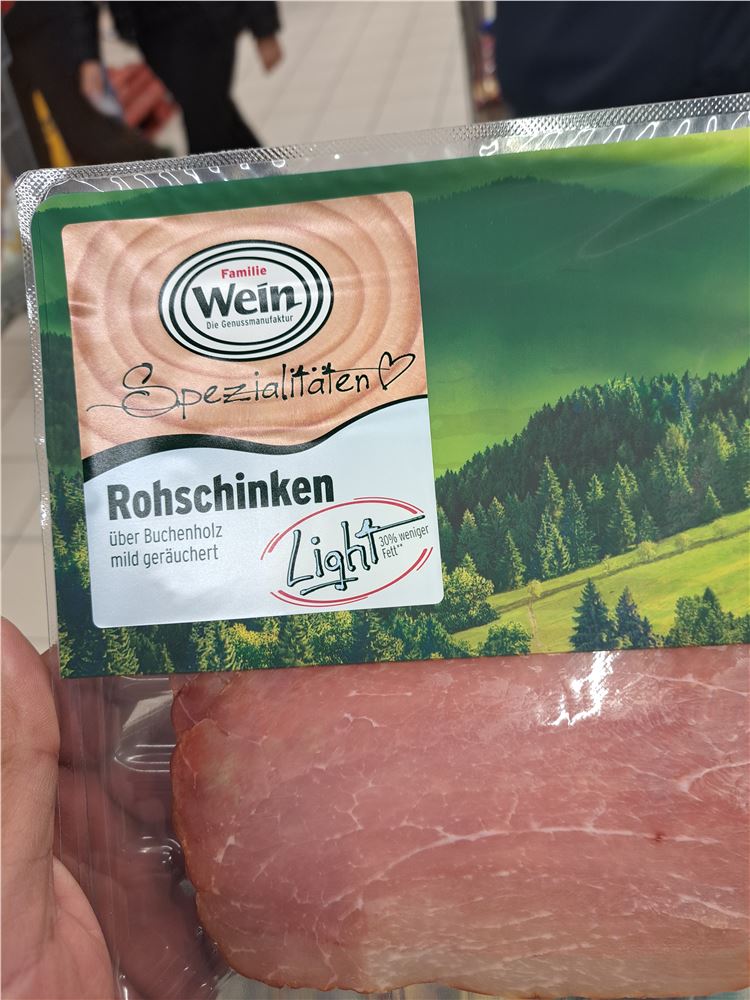 Familie
Wein
Die Genussmanufaktur
Spezialitäten
Rohschinken
über Buchenholz
mild geräuchert
Light
30% weniger
Fett**